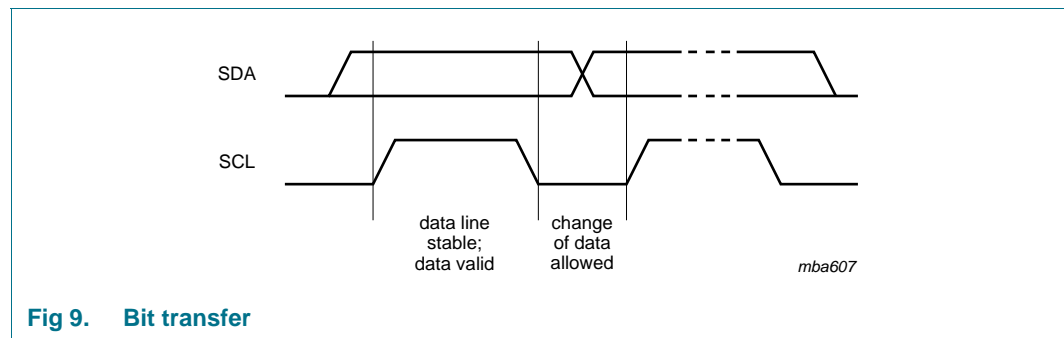 SDA
SCL
data line
stable;
data valid
change
of data
allowed
mba607
Fig 9. Bit transfer